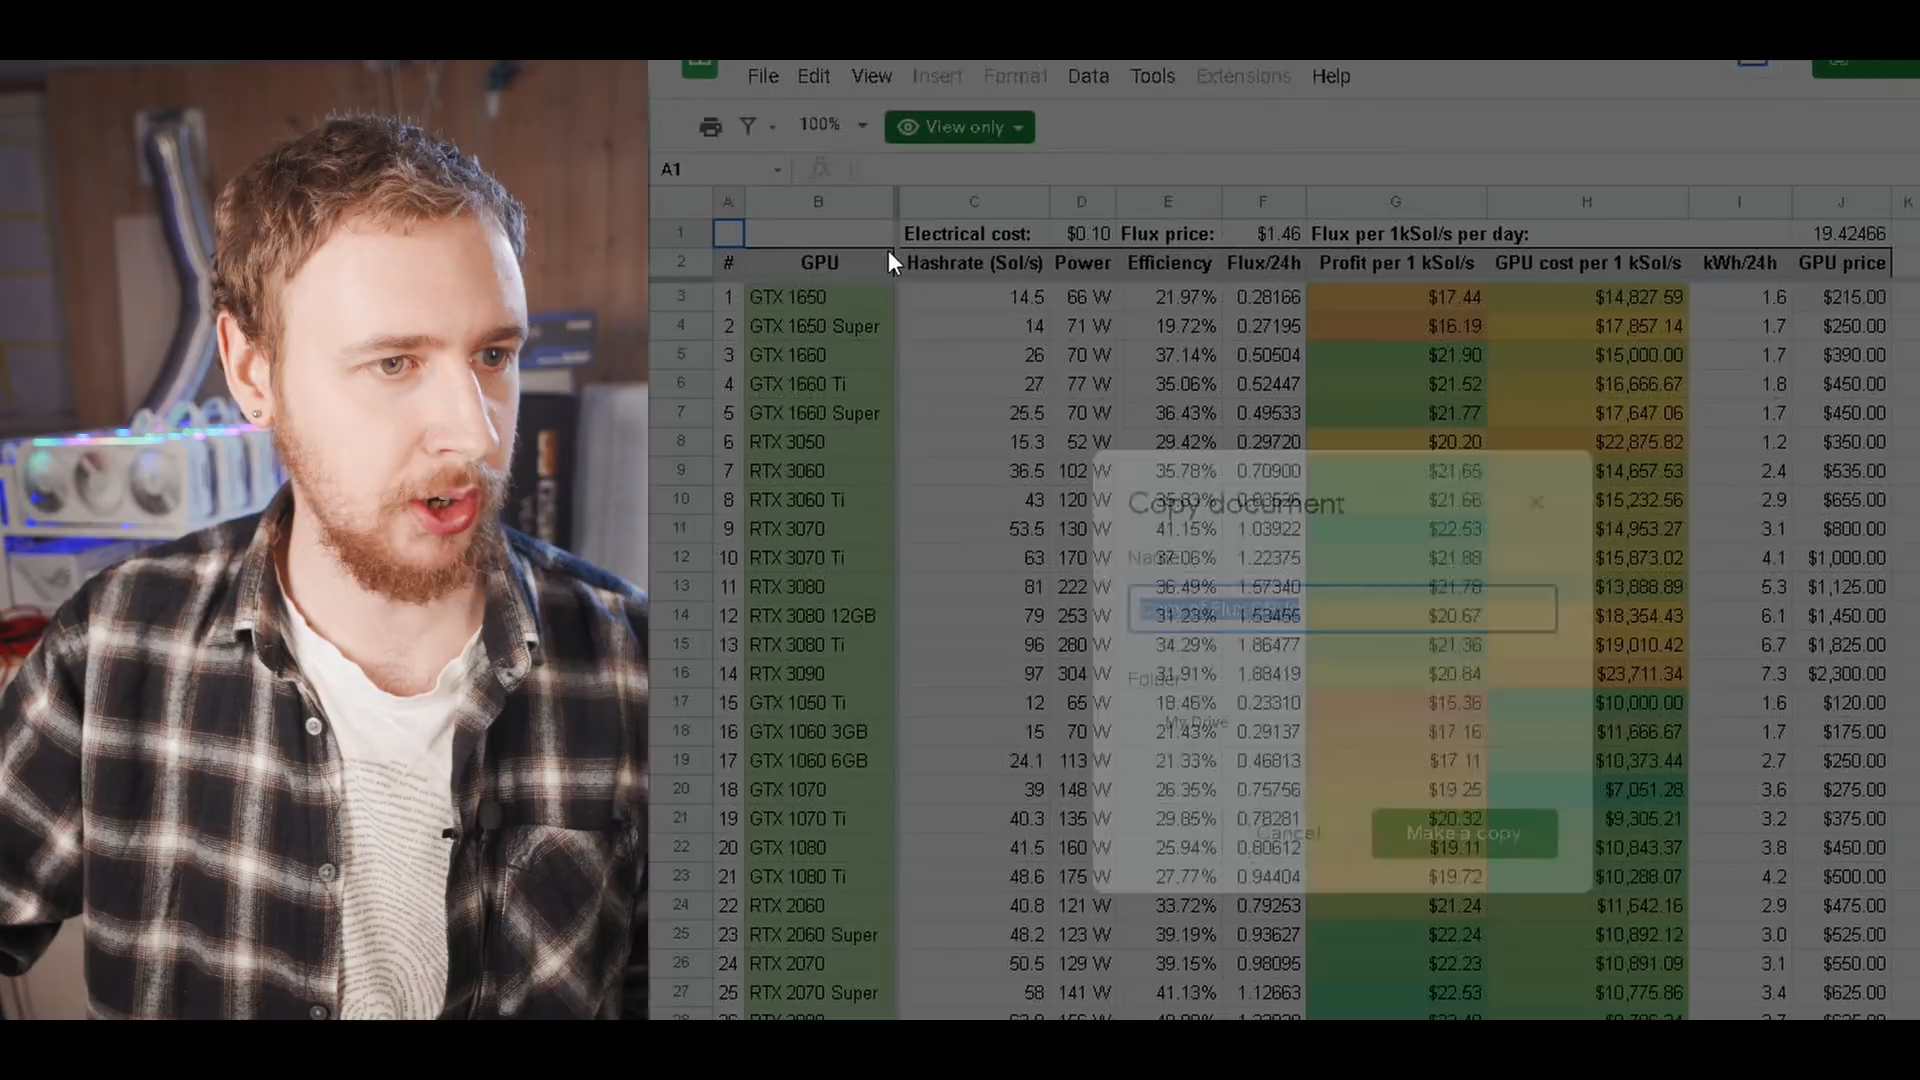 File Edit View Insert Format Data Tools Extensions Help
100% View only
A1 fx
A B C D E F G H I J K
1 Electrical cost: $0.10 Flux price: $1.46 Flux per 1kSol/s per day: 19.42466
2 # GPU Hashrate (Sol/s) Power Efficiency Flux/24h Profit per 1 kSol/s GPU cost per 1 kSol/s kWh/24h GPU price
3 1 GTX 1650 14.5 66 W 21.97% 0.28166 $17.44 $14,827.59 1.6 $215.00
4 2 GTX 1650 Super 14 71 W 19.72% 0.27195 $16.19 $17,857.14 1.7 $250.00
5 3 GTX 1660 26 70 W 37.14% 0.50504 $21.90 $15,000.00 1.7 $390.00
6 4 GTX 1660 Ti 27 77 W 35.06% 0.52447 $21.52 $16,666.67 1.8 $450.00
7 5 GTX 1660 Super 25.5 70 W 36.43% 0.49533 $21.77 $17,647.06 1.7 $450.00
8 6 RTX 3050 15.3 52 W 29.42% 0.29720 $20.20 $22,875.82 1.2 $350.00
9 7 RTX 3060 36.5 102 W 35.78% 0.70900 $21.65 $14,657.53 2.4 $535.00
10 8 RTX 3060 Ti 43 120 W 35.83% $21.66 $15,232.56 2.9 $655.00
Copy document
11 9 RTX 3070 53.5 130 W 41.15% 1.03922 $22.53 $14,953.27 3.1 $800.00
12 10 RTX 3070 Ti 63 170 W 37.06% 1.22375 $21.88 $15,873.02 4.1 $1,000.00
Name
13 11 RTX 3080 81 222 W 36.49% 1.57340 $21.78 $13,888.89 5.3 $1,125.00
14 12 RTX 3080 12GB 79 253 W 31.23% 1.53455 $20.67 $18,354.43 6.1 $1,450.00
Copy of Flux
15 13 RTX 3080 Ti 96 280 W 34.29% 1.86477 $21.36 $19,010.42 6.7 $1,825.00
16 14 RTX 3090 97 304 W 31.91% 1.88419 $20.84 $23,711.34 7.3 $2,300.00
Folder
17 15 GTX 1050 Ti 12 65 W 18.46% 0.23310 $15.36 $10,000.00 1.6 $120.00
My Drive
18 16 GTX 1060 3GB 15 70 W 21.43% 0.29137 $17.16 $11,666.67 1.7 $175.00
19 17 GTX 1060 6GB 24.1 113 W 21.33% 0.46813 $17.11 $10,373.44 2.7 $250.00
20 18 GTX 1070 39 148 W 26.35% 0.75756 $19.25 $7,051.28 3.6 $275.00
21 19 GTX 1070 Ti 40.3 135 W 29.85% 0.78281 $20.32 $9,305.21 3.2 $375.00
Cancel Make a copy
22 20 GTX 1080 41.5 160 W 25.94% 0.80612 $19.11 $10,843.37 3.8 $450.00
23 21 GTX 1080 Ti 48.6 175 W 27.77% 0.94404 $19.72 $10,288.07 4.2 $500.00
24 22 RTX 2060 40.8 121 W 33.72% 0.79253 $21.24 $11,642.16 2.9 $475.00
25 23 RTX 2060 Super 48.2 123 W 39.19% 0.93627 $22.24 $10,892.12 3.0 $525.00
26 24 RTX 2070 50.5 129 W 39.15% 0.98095 $22.23 $10,891.09 3.1 $550.00
27 25 RTX 2070 Super 58 141 W 41.13% 1.12663 $22.53 $10,775.86 3.4 $625.00